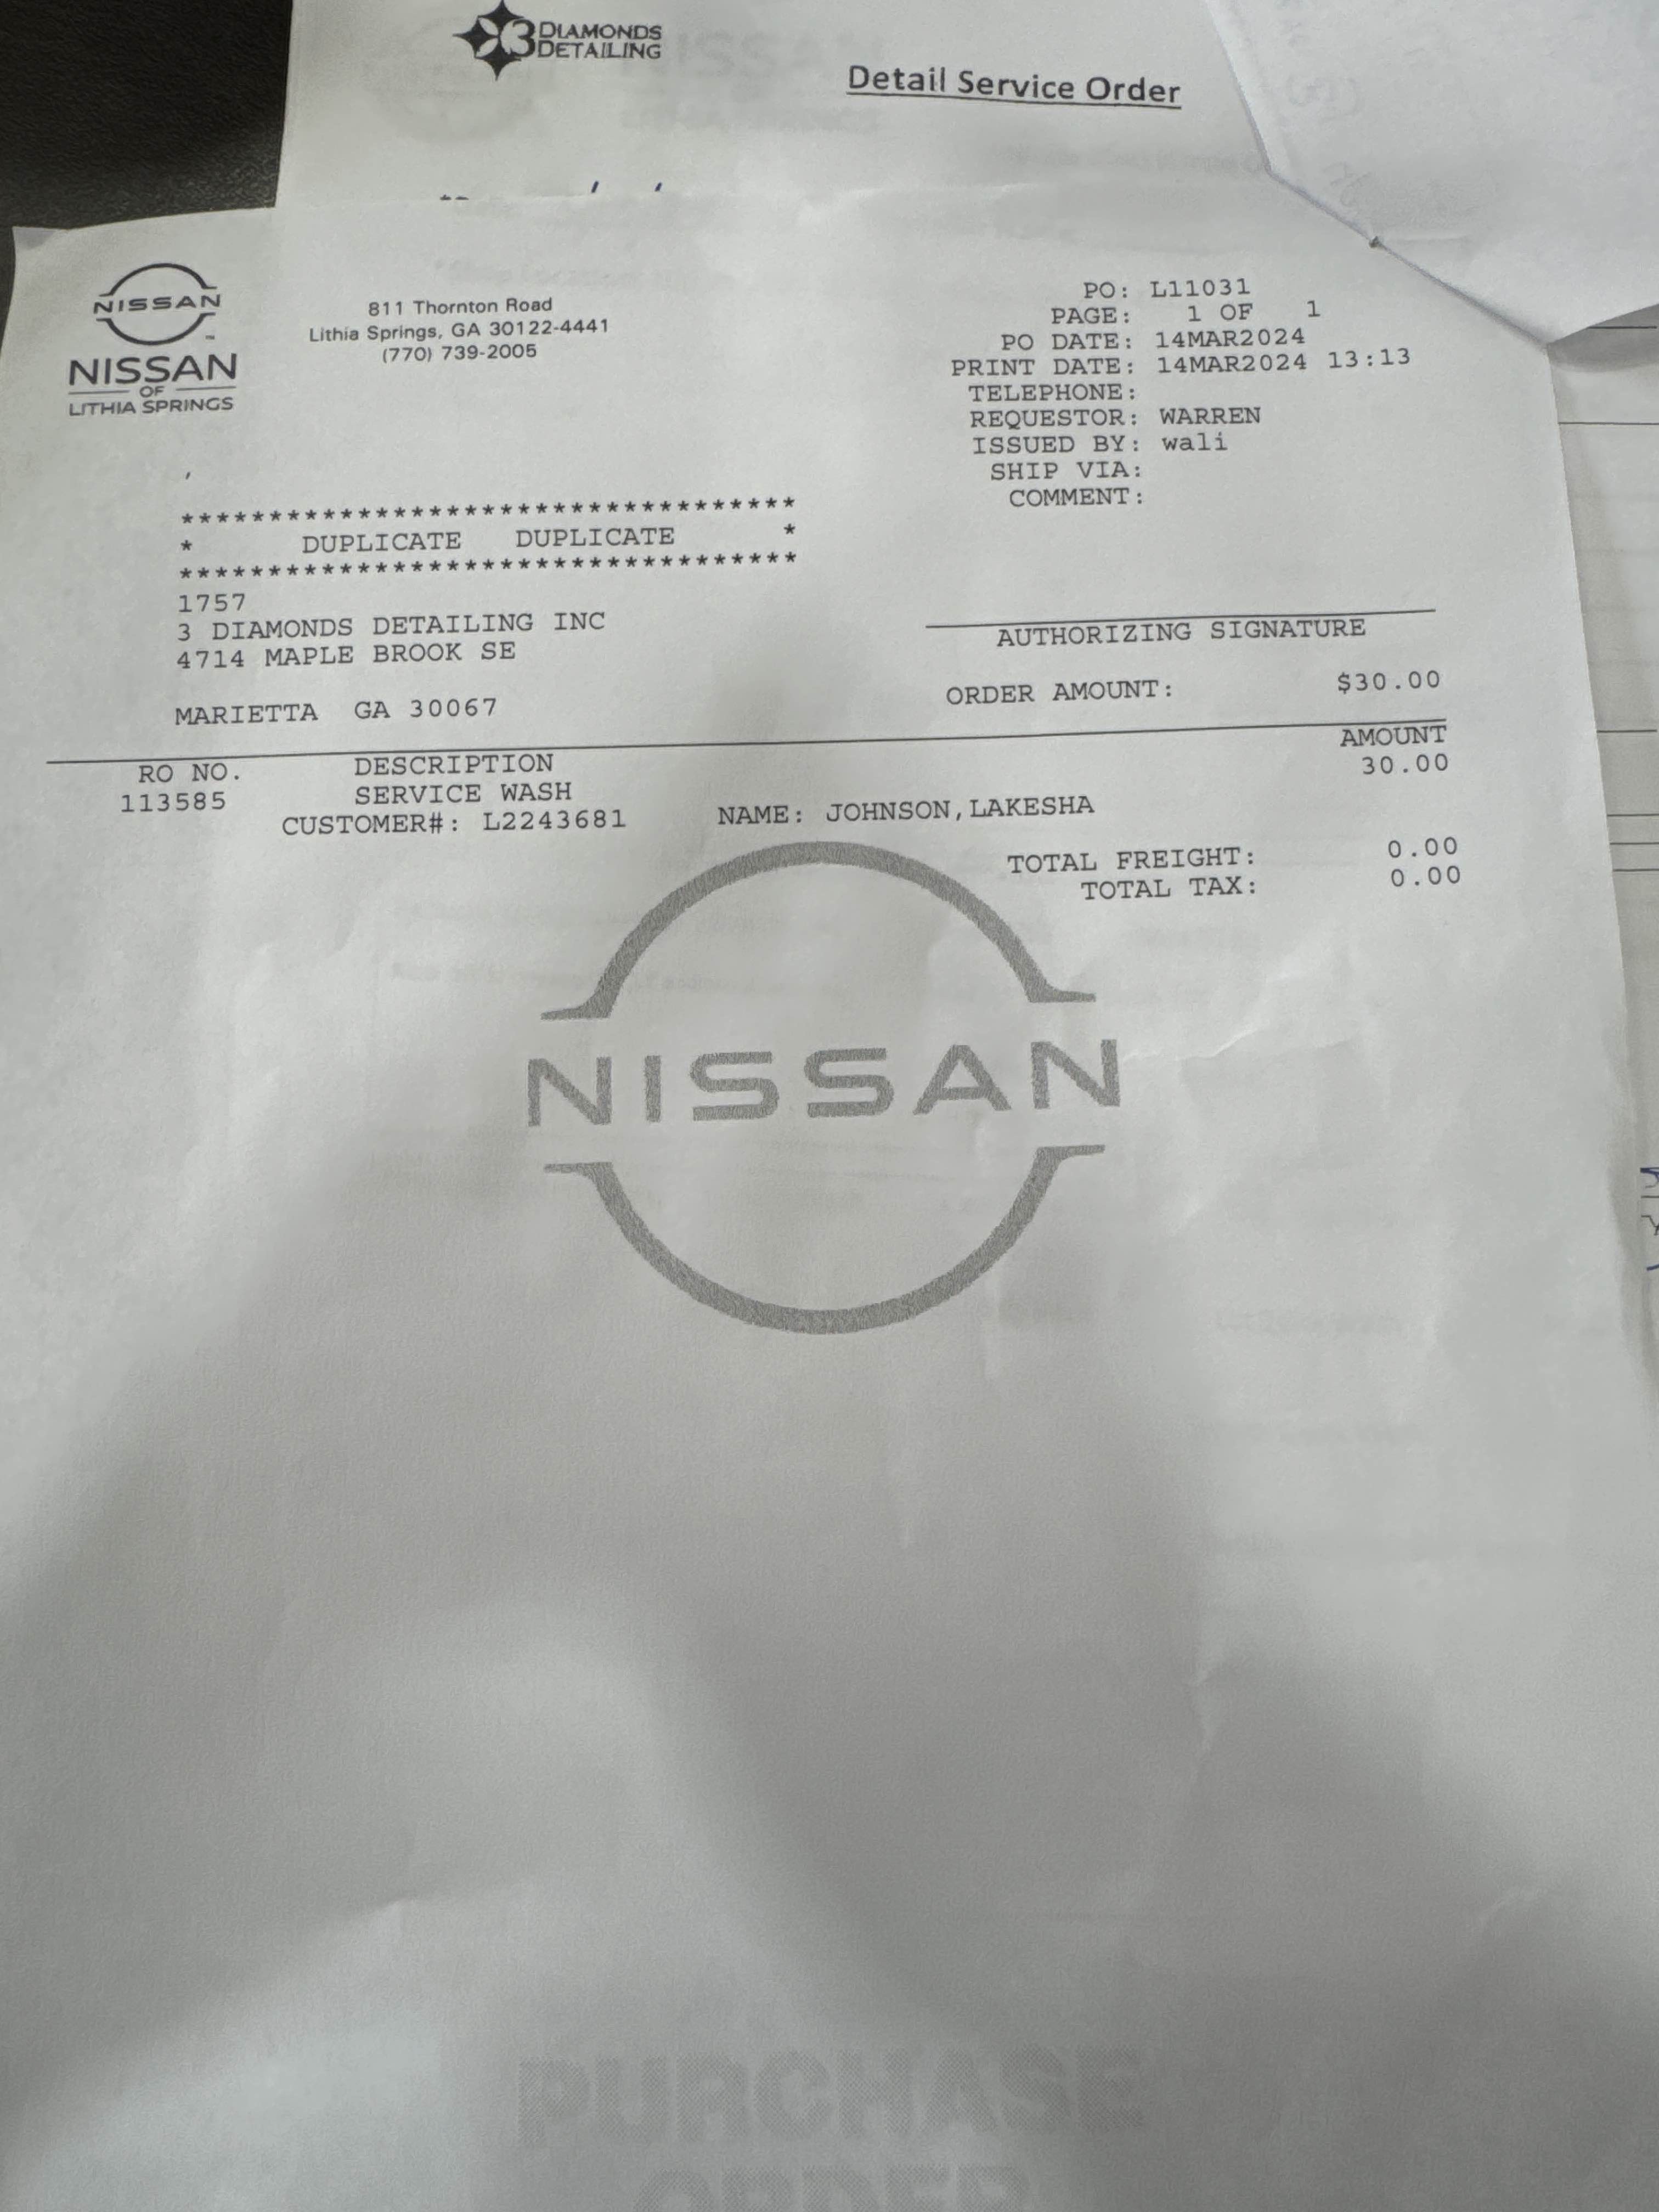 3 DIAMONDS
DETAILING
Detail Service Order
NISSAN
NISSAN
OF
LITHIA SPRINGS
811 Thornton Road
Lithia Springs, GA 30122-4441
(770) 739-2005
PO: L11031
PAGE: 1 OF 1
PO DATE: 14MAR2024
PRINT DATE: 14MAR2024 13:13
TELEPHONE:
REQUESTOR: WARREN
ISSUED BY: wali
SHIP VIA:
COMMENT:
***********************************
* DUPLICATE DUPLICATE *
***********************************
1757
3 DIAMONDS DETAILING INC
4714 MAPLE BROOK SE
MARIETTA GA 30067
AUTHORIZING SIGNATURE
ORDER AMOUNT: $30.00
RO NO. DESCRIPTION AMOUNT
113585 SERVICE WASH 30.00
CUSTOMER#: L2243681 NAME: JOHNSON,LAKESHA
TOTAL FREIGHT: 0.00
TOTAL TAX: 0.00
NISSAN
PURCHASE
ORDER